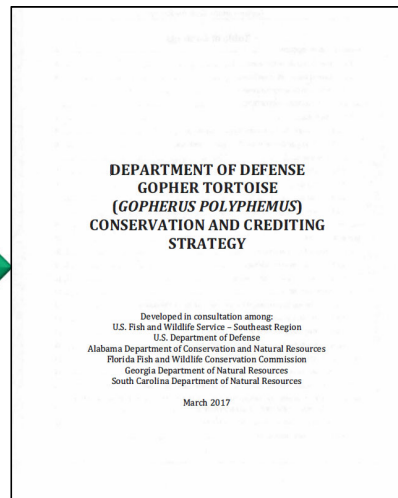 DEPARTMENT OF DEFENSE
GOPHER TORTOISE
(GOPHERUS POLYPHEMUS)
CONSERVATION AND CREDITING
STRATEGY
Developed in consultation among:
U.S. Fish and Wildlife Service – Southeast Region
U.S. Department of Defense
Alabama Department of Conservation and Natural Resources
Florida Fish and Wildlife Conservation Commission
Georgia Department of Natural Resources
South Carolina Department of Natural Resources
March 2017